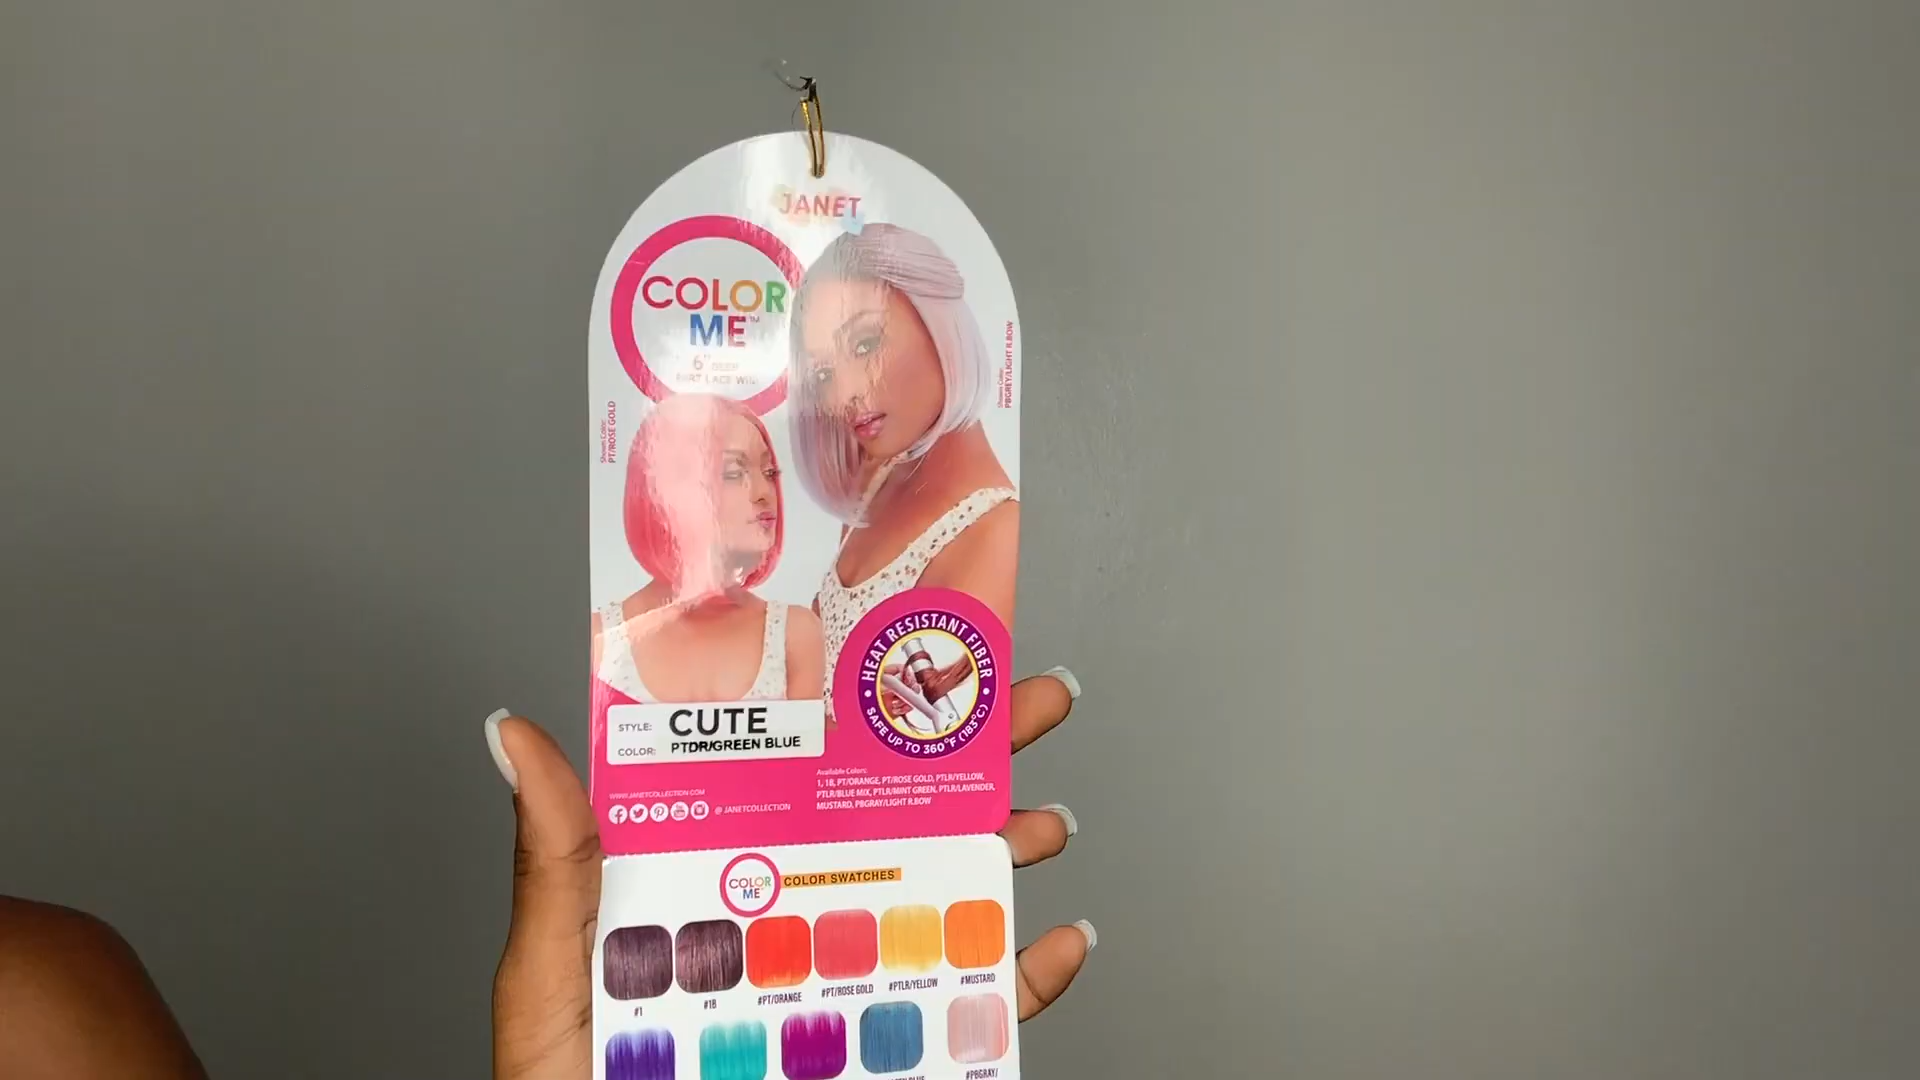 JANET
COLOR
ME™
6" DEEP
PART LACE WIG
Shown Color:
PT/ROSE GOLD
Shown Color:
PBGREY/LIGHT R.BOW
HEAT RESISTANT FIBER
SAFE UP TO 360°F (183°C)
STYLE: CUTE
COLOR: PTDR/GREEN BLUE
Available Colors:
1, 1B, PT/ORANGE, PT/ROSE GOLD, PTLR/YELLOW,
PTLR/BLUE MIX, PTLR/MINT GREEN, PTLR/LAVENDER,
MUSTARD, PBGRAY/LIGHT R.BOW
WWW.JANETCOLLECTION.COM
@ JANETCOLLECTION
COLOR
ME
COLOR SWATCHES
#1
#1B
#PT/ORANGE
#PT/ROSE GOLD
#PTLR/YELLOW
#MUSTARD
#PBGRAY/